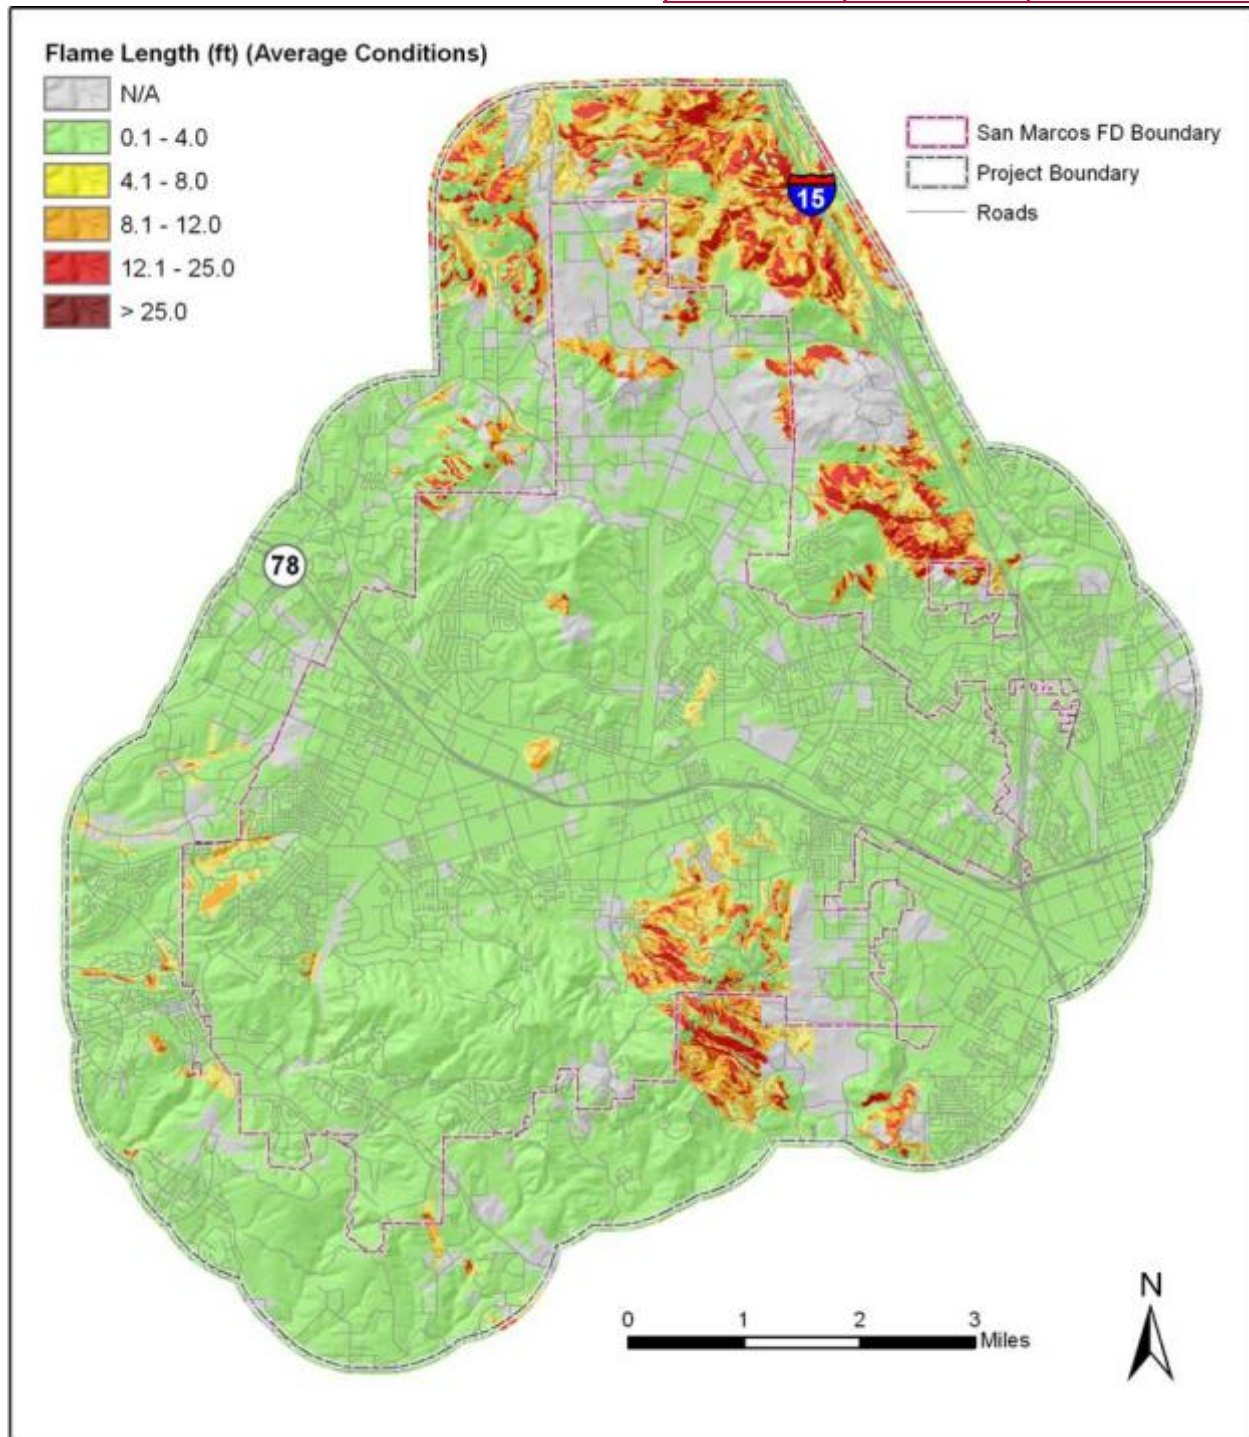 Flame Length (ft) (Average Conditions)
N/A
0.1 - 4.0
4.1 - 8.0
8.1 - 12.0
12.1 - 25.0
> 25.0
San Marcos FD Boundary
Project Boundary
Roads
15
78
N
0 1 2 3
Miles